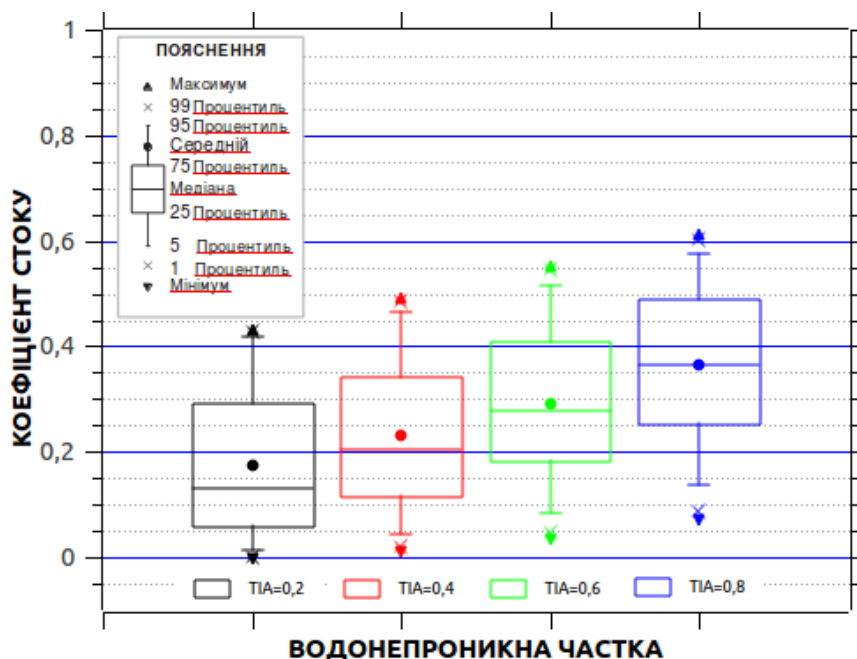 1
0,8
0,6
0,4
0,2
0
КОЕФІЦІЄНТ СТОКУ
ПОЯСНЕННЯ
Максимум
99 Процентиль
95 Процентиль
Середній
75 Процентиль
Медіана
25 Процентиль
5 Процентиль
1 Процентиль
Мінімум
TIA=0,2
TIA=0,4
TIA=0,6
TIA=0,8
ВОДОНЕПРОНИКНА ЧАСТКА